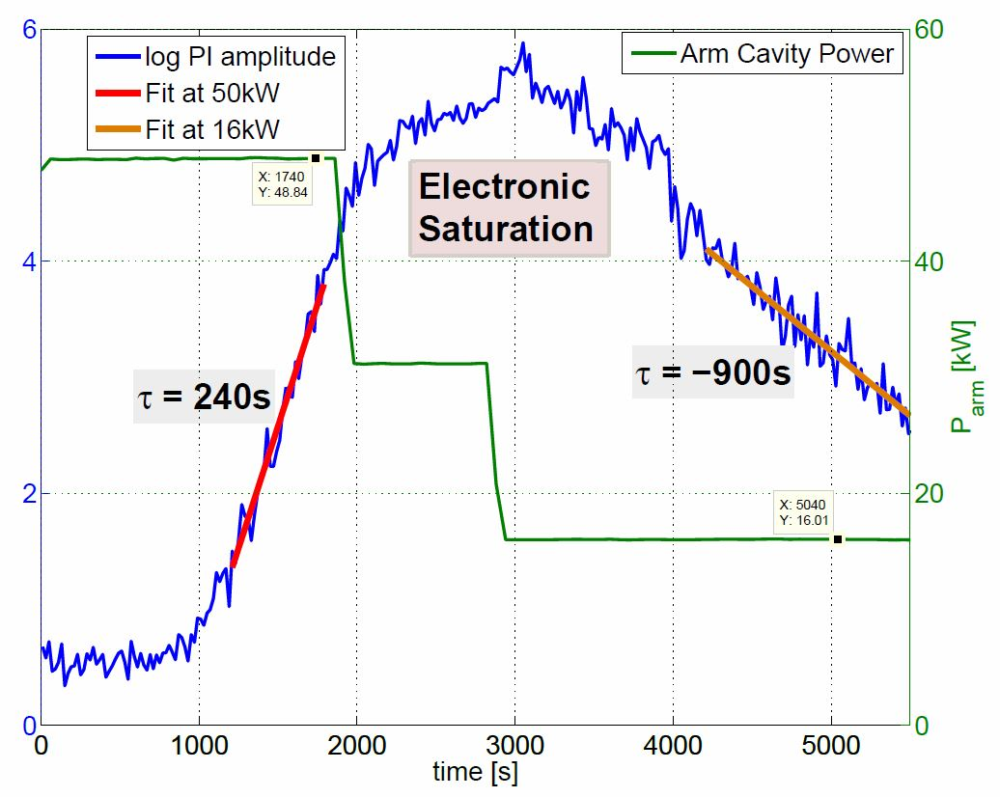 6
60
log PI amplitude
Fit at 50kW
Fit at 16kW
Arm Cavity Power
X: 1740
Y: 48.84
Electronic
Saturation
4
40
τ = 240s
τ = −900s
P_arm [kW]
2
20
X: 5040
Y: 16.01
0
0
0 1000 2000 3000 4000 5000
time [s]